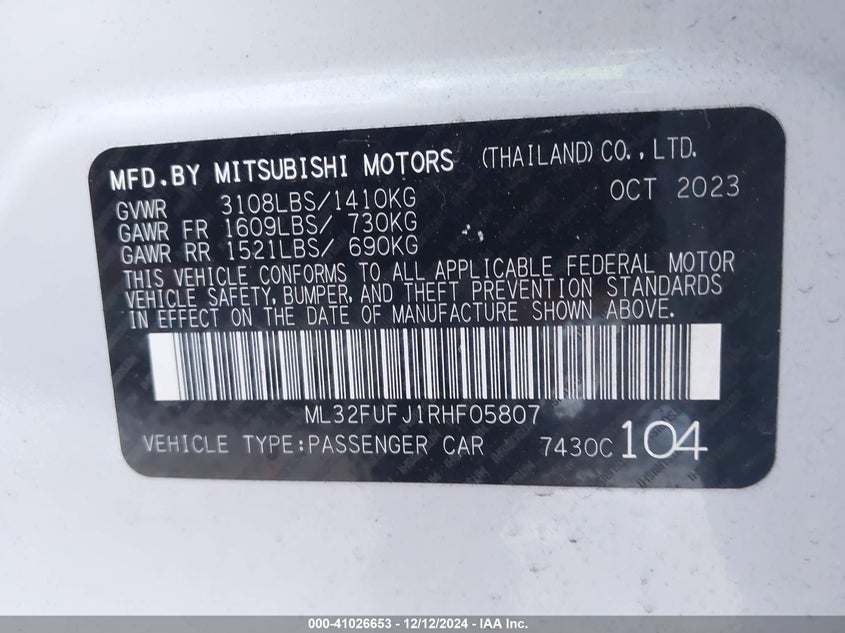 MFD.BY MITSUBISHI MOTORS (THAILAND) CO., LTD.
GVWR 3108LBS/1410KG OCT 2023
GAWR FR 1609LBS/ 730KG
GAWR RR 1521LBS/ 690KG
THIS VEHICLE CONFORMS TO ALL APPLICABLE FEDERAL MOTOR
VEHICLE SAFETY, BUMPER, AND THEFT PREVENTION STANDARDS
IN EFFECT ON THE DATE OF MANUFACTURE SHOWN ABOVE.
ML32FUFJ1RHF05807
VEHICLE TYPE:PASSENGER CAR 7430C 104
000-41026653 - 12/12/2024 - IAA Inc.